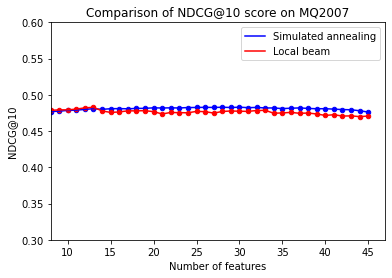 Comparison of NDCG@10 score on MQ2007
Simulated annealing
Local beam
NDCG@10
0.60
0.55
0.50
0.45
0.40
0.35
0.30
10 15 20 25 30 35 40 45
Number of features